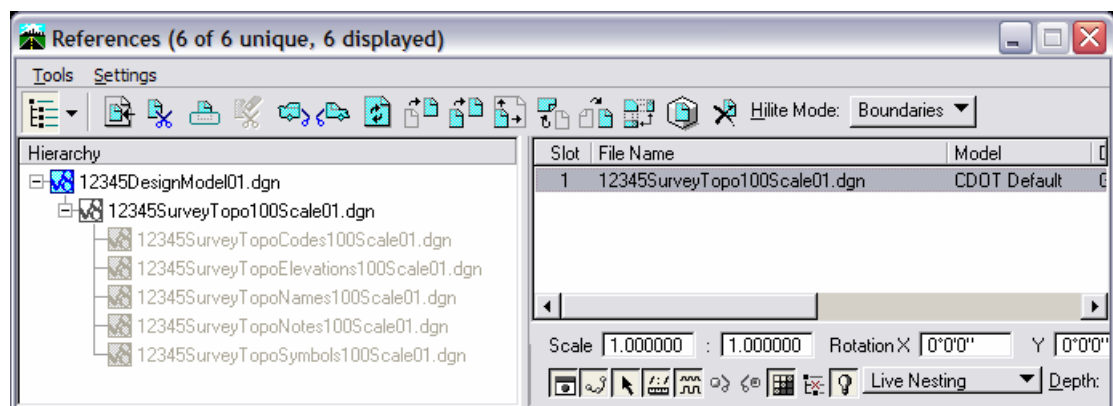 References (6 of 6 unique, 6 displayed)
Tools Settings
Hilite Mode: Boundaries
Hierarchy
12345DesignModel01.dgn
12345SurveyTopo100Scale01.dgn
12345SurveyTopoCodes100Scale01.dgn
12345SurveyTopoElevations100Scale01.dgn
12345SurveyTopoNames100Scale01.dgn
12345SurveyTopoNotes100Scale01.dgn
12345SurveyTopoSymbols100Scale01.dgn
Slot File Name Model
1 12345SurveyTopo100Scale01.dgn CDOT Default
Scale 1.000000 : 1.000000 Rotation X 0°0'0" Y 0°0'0"
Live Nesting Depth: